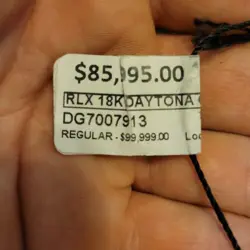 $85,995.00
RLX 18K DAYTONA
DG7007913
REGULAR - $99,999.00